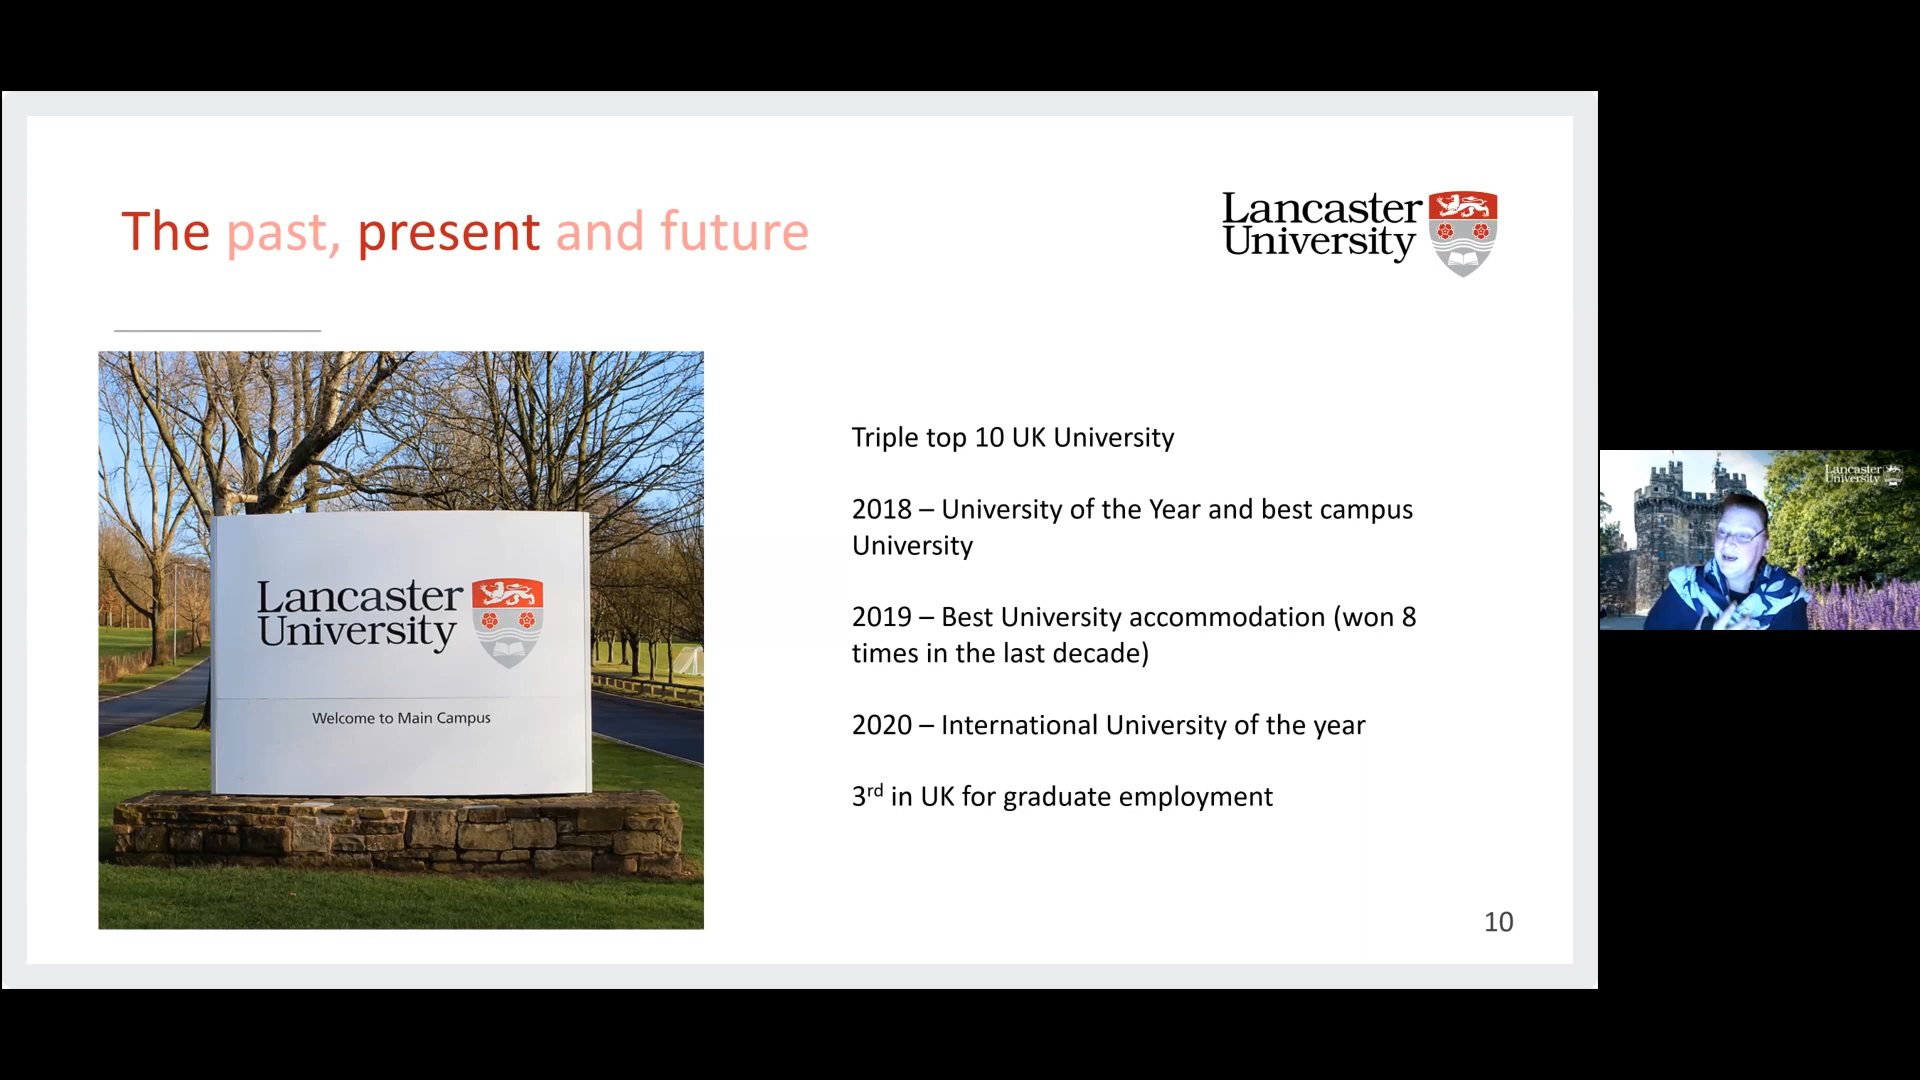 The past, present and future
Lancaster
University
Lancaster
University
Welcome to Main Campus
Triple top 10 UK University
2018 – University of the Year and best campus
University
2019 – Best University accommodation (won 8
times in the last decade)
2020 – International University of the year
3rd in UK for graduate employment
10
Lancaster
University